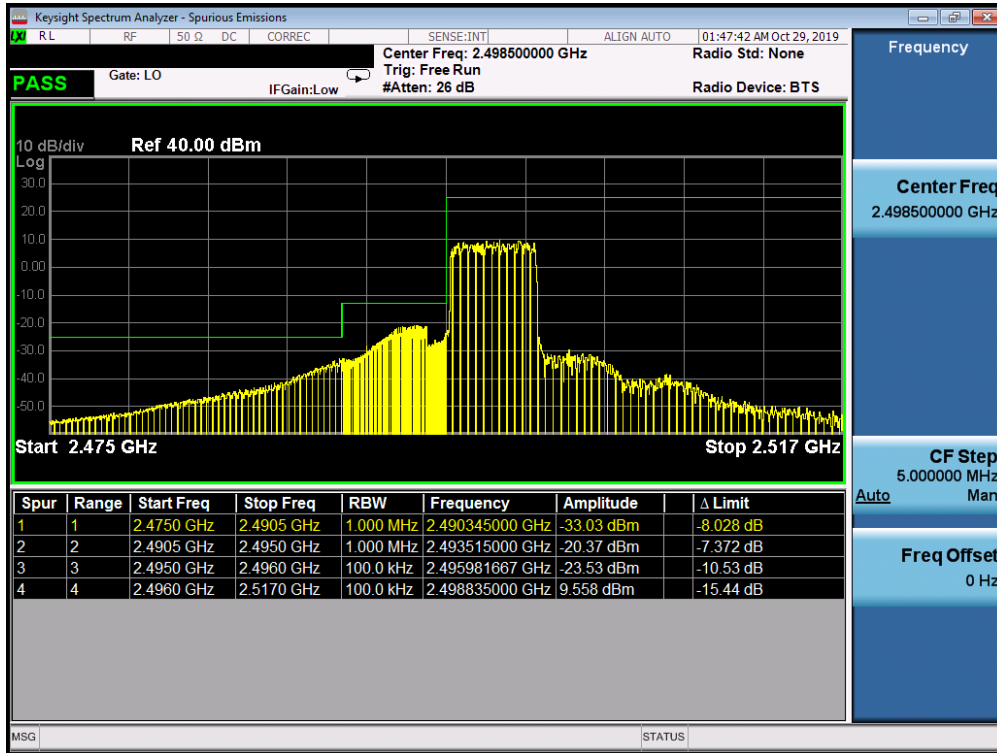 Keysight Spectrum Analyzer - Spurious Emissions
LXI RL RF 50 Ω DC CORREC SENSE:INT ALIGN AUTO 01:47:42 AM Oct 29, 2019
Center Freq: 2.498500000 GHz Radio Std: None
PASS Gate: LO Trig: Free Run
IFGain:Low #Atten: 26 dB Radio Device: BTS
10 dB/div Ref 40.00 dBm
Log
30.0
20.0
10.0
0.00
-10.0
-20.0
-30.0
-40.0
-50.0
Start 2.475 GHz Stop 2.517 GHz
Spur Range Start Freq Stop Freq RBW Frequency Amplitude Δ Limit
1 1 2.4750 GHz 2.4905 GHz 1.000 MHz 2.490345000 GHz -33.03 dBm -8.028 dB
2 2 2.4905 GHz 2.4950 GHz 1.000 MHz 2.493515000 GHz -20.37 dBm -7.372 dB
3 3 2.4950 GHz 2.4960 GHz 100.0 kHz 2.495981667 GHz -23.53 dBm -10.53 dB
4 4 2.4960 GHz 2.5170 GHz 100.0 kHz 2.498835000 GHz 9.558 dBm -15.44 dB
MSG STATUS
Frequency
Center Freq
2.498500000 GHz
CF Step
5.000000 MHz
Auto Man
Freq Offset
0 Hz